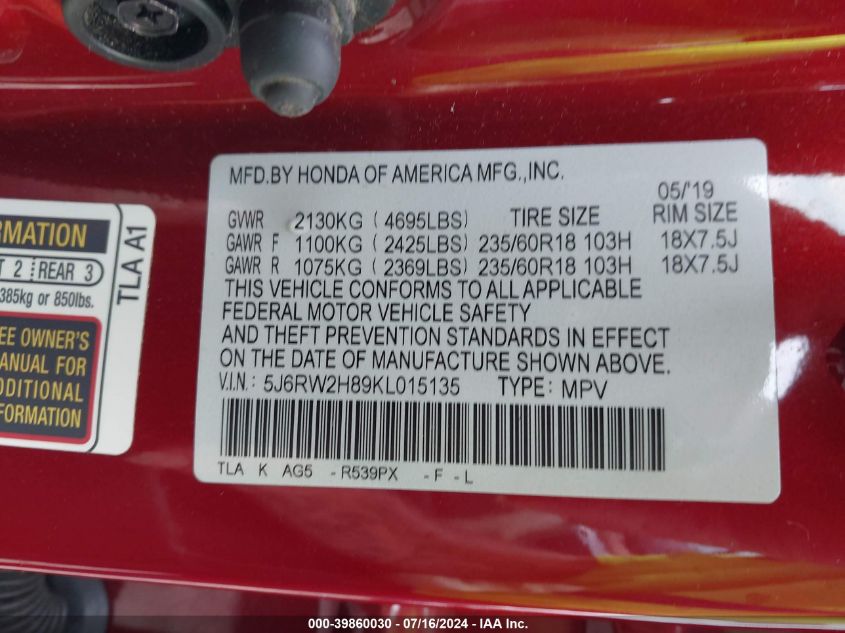 MFD.BY HONDA OF AMERICA MFG.,INC.
05/'19
GVWR 2130KG ( 4695LBS) TIRE SIZE RIM SIZE
GAWR F 1100KG ( 2425LBS) 235/60R18 103H 18X7.5J
GAWR R 1075KG ( 2369LBS) 235/60R18 103H 18X7.5J
THIS VEHICLE CONFORMS TO ALL APPLICABLE
FEDERAL MOTOR VEHICLE SAFETY
AND THEFT PREVENTION STANDARDS IN EFFECT
ON THE DATE OF MANUFACTURE SHOWN ABOVE.
V.I.N.: 5J6RW2H89KL015135 TYPE: MPV
TLA K AG5 - R539PX - F - L
RMATION
2 REAR 3
385kg or 850lbs.
EE OWNER'S
ANUAL FOR
DDITIONAL
FORMATION
TLA A1
000-39860030 - 07/16/2024 - IAA Inc.